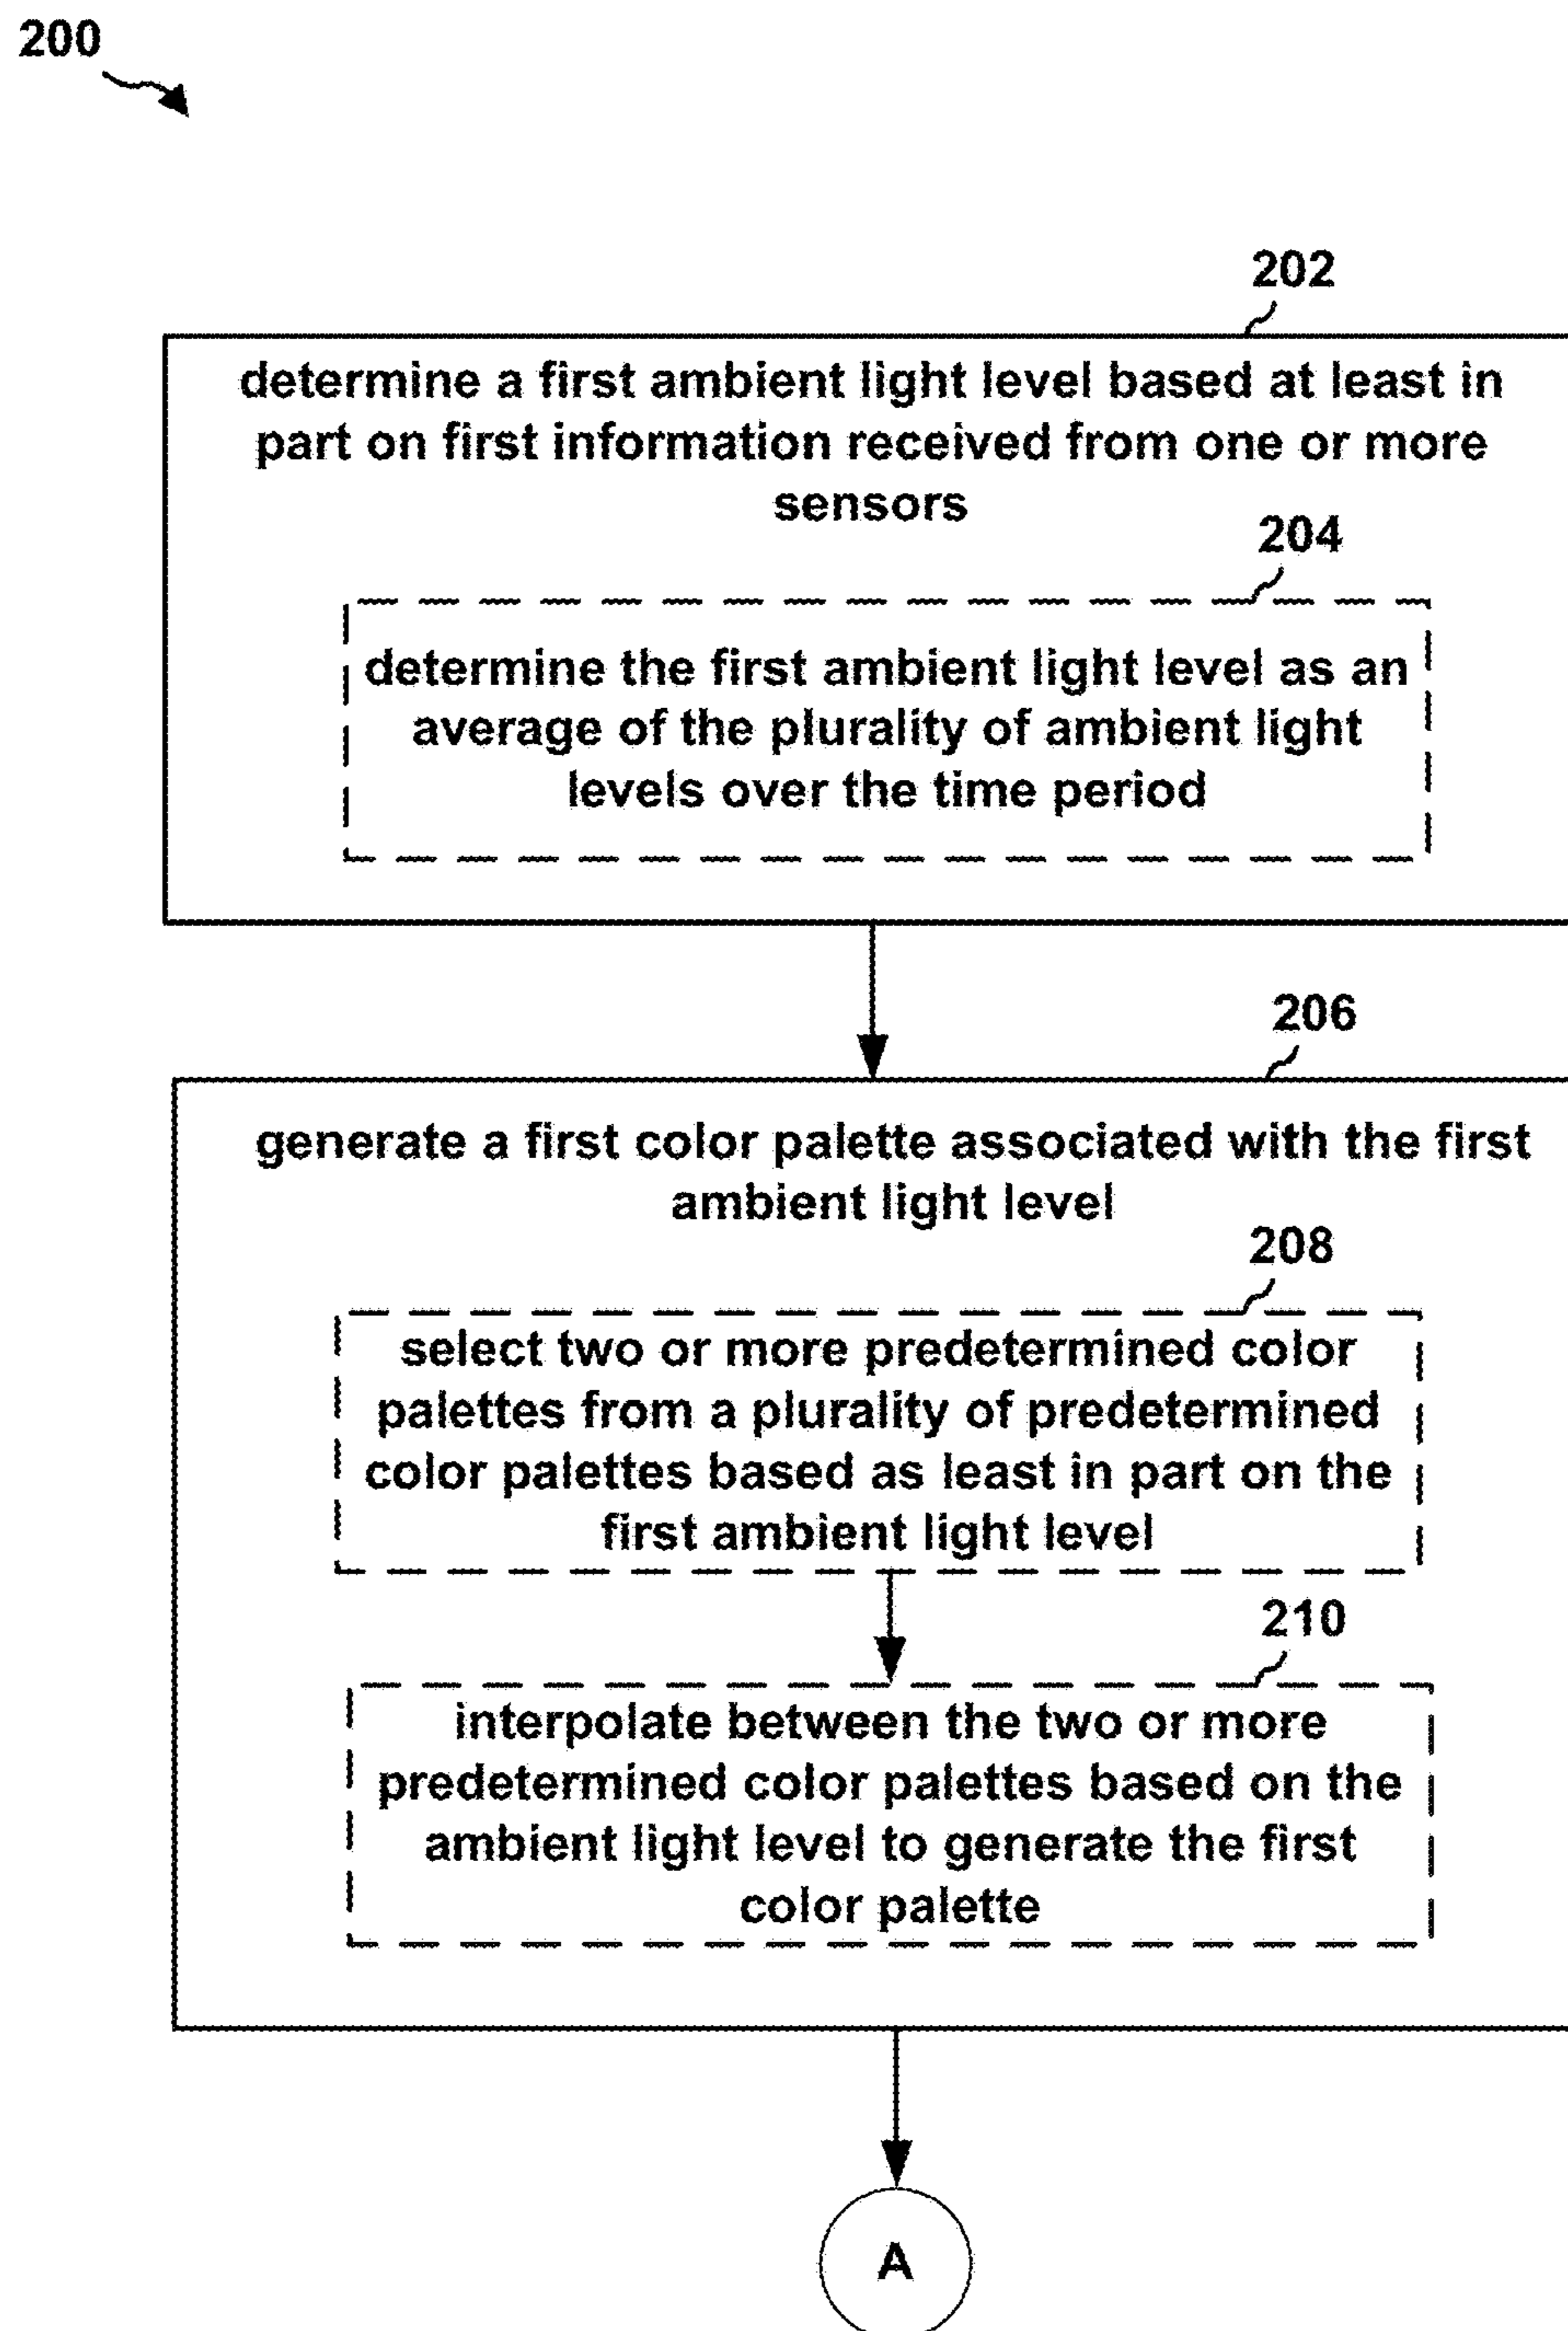 200
202
determine a first ambient light level based at least in
part on first information received from one or more
sensors
204
determine the first ambient light level as an
average of the plurality of ambient light
levels over the time period
206
generate a first color palette associated with the first
ambient light level
208
select two or more predetermined color
palettes from a plurality of predetermined
color palettes based as least in part on the
first ambient light level
210
interpolate between the two or more
predetermined color palettes based on the
ambient light level to generate the first
color palette
A